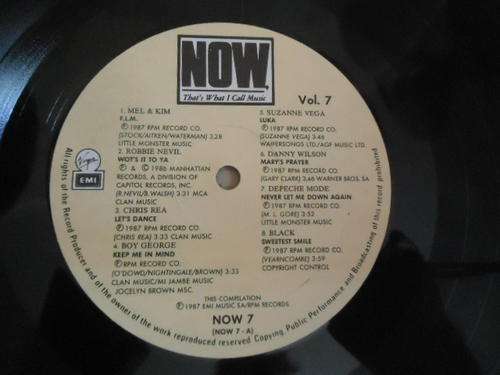 NOW
That's What I Call Music
Vol. 7
1. MEL & KIM
F.L.M.
Ⓟ 1987 RPM RECORD CO.
(STOCK/AITKEN/WATERMAN) 3.28
LITTLE MONSTER MUSIC
2. ROBBIE NEVIL
WOT'S IT TO YA
Ⓟ & © 1986 MANHATTAN
RECORDS, A DIVISION OF
CAPITOL RECORDS, INC.
(R.NEVIL/B.WALSH) 3:31 MCA
CLAN MUSIC
3. CHRIS REA
LET'S DANCE
Ⓟ 1987 RPM RECORD CO.
(CHRIS REA) 3:33 CLAN MUSIC
4. BOY GEORGE
KEEP ME IN MIND
Ⓟ RPM RECORD CO.
(O'DOWD/NIGHTINGALE/BROWN) 3:33
CLAN MUSIC/MI IAMBE MUSIC
JOCELYN BROWN MSC.
5. SUZANNE VEGA
LUKA
Ⓟ 1987 RPM RECORD CO.
(SUZANNE VEGA) 3:46
WAIFERSONGS LTD/AGF MUSIC LTD.
6. DANNY WILSON
MARY'S PRAYER
Ⓟ 1987 RPM RECORD CO.
(GARY CLARK) 3.46 WARNER BROS. SA
7. DEPECHE MODE
NEVER LET ME DOWN AGAIN
Ⓟ 1987 RPM RECORD CO.
(M. L. GORE) 3:52
LITTLE MONSTER MUSIC
8. BLACK
SWEETEST SMILE
Ⓟ 1987 RPM RECORD CO.
(VEARNCOMBE) 3:59
COPYRIGHT CONTROL
Virgin
EMI
THIS COMPILATION
Ⓟ 1987 EMI MUSIC SA/RPM RECORDS
NOW 7
(NOW 7 - A)
All rights of the Record Producers and of the owner of the work reproduced reserved. Copying, Public Performance and Broadcasting of this record prohibited